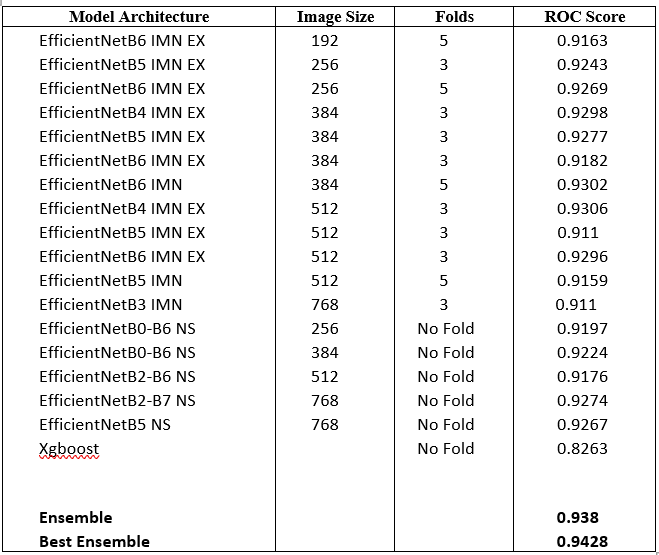 Model Architecture Image Size Folds ROC Score
EfficientNetB6 IMN EX 192 5 0.9163
EfficientNetB5 IMN EX 256 3 0.9243
EfficientNetB6 IMN EX 256 5 0.9269
EfficientNetB4 IMN EX 384 3 0.9298
EfficientNetB5 IMN EX 384 3 0.9277
EfficientNetB6 IMN EX 384 3 0.9182
EfficientNetB6 IMN 384 5 0.9302
EfficientNetB4 IMN EX 512 3 0.9306
EfficientNetB5 IMN EX 512 3 0.911
EfficientNetB6 IMN EX 512 3 0.9296
EfficientNetB5 IMN 512 5 0.9159
EfficientNetB3 IMN 768 3 0.911
EfficientNetB0-B6 NS 256 No Fold 0.9197
EfficientNetB0-B6 NS 384 No Fold 0.9224
EfficientNetB2-B6 NS 512 No Fold 0.9176
EfficientNetB2-B7 NS 768 No Fold 0.9274
EfficientNetB5 NS 768 No Fold 0.9267
Xgboost No Fold 0.8263
Ensemble 0.938
Best Ensemble 0.9428